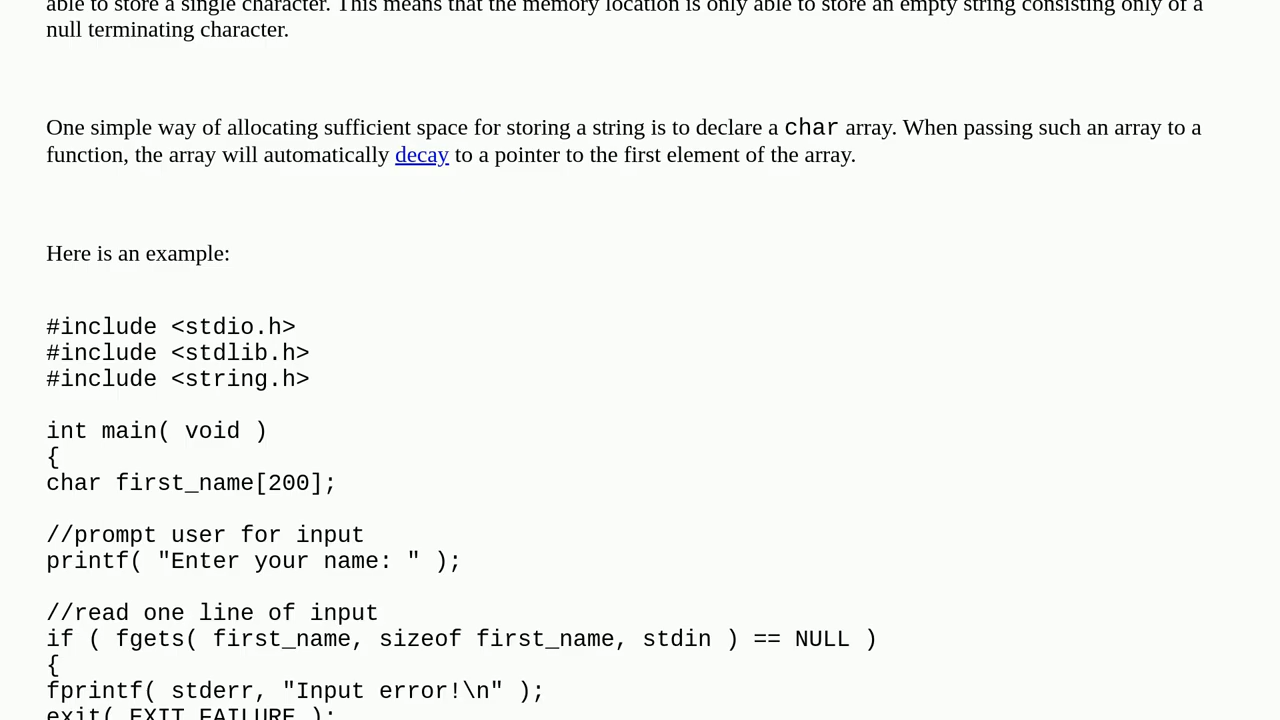 able to store a single character. This means that the memory location is only able to store an empty string consisting only of a
null terminating character.
One simple way of allocating sufficient space for storing a string is to declare a char array. When passing such an array to a
function, the array will automatically decay to a pointer to the first element of the array.
Here is an example:
#include <stdio.h>
#include <stdlib.h>
#include <string.h>
int main( void )
{
char first_name[200];
//prompt user for input
printf( "Enter your name: " );
//read one line of input
if ( fgets( first_name, sizeof first_name, stdin ) == NULL )
{
fprintf( stderr, "Input error!\n" );
exit( EXIT_FAILURE );